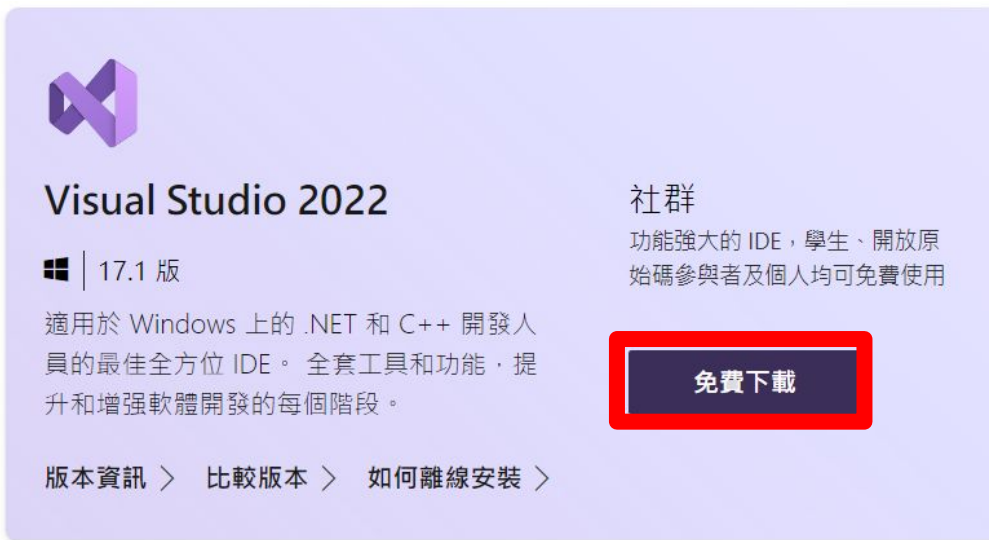 Visual Studio 2022
17.1 版
適用於 Windows 上的 .NET 和 C++ 開發人
員的最佳全方位 IDE。 全套工具和功能，提
升和增强軟體開發的每個階段。
版本資訊 〉 比較版本 〉 如何離線安裝 〉
社群
功能強大的 IDE，學生、開放原
始碼參與者及個人均可免費使用
免費下載